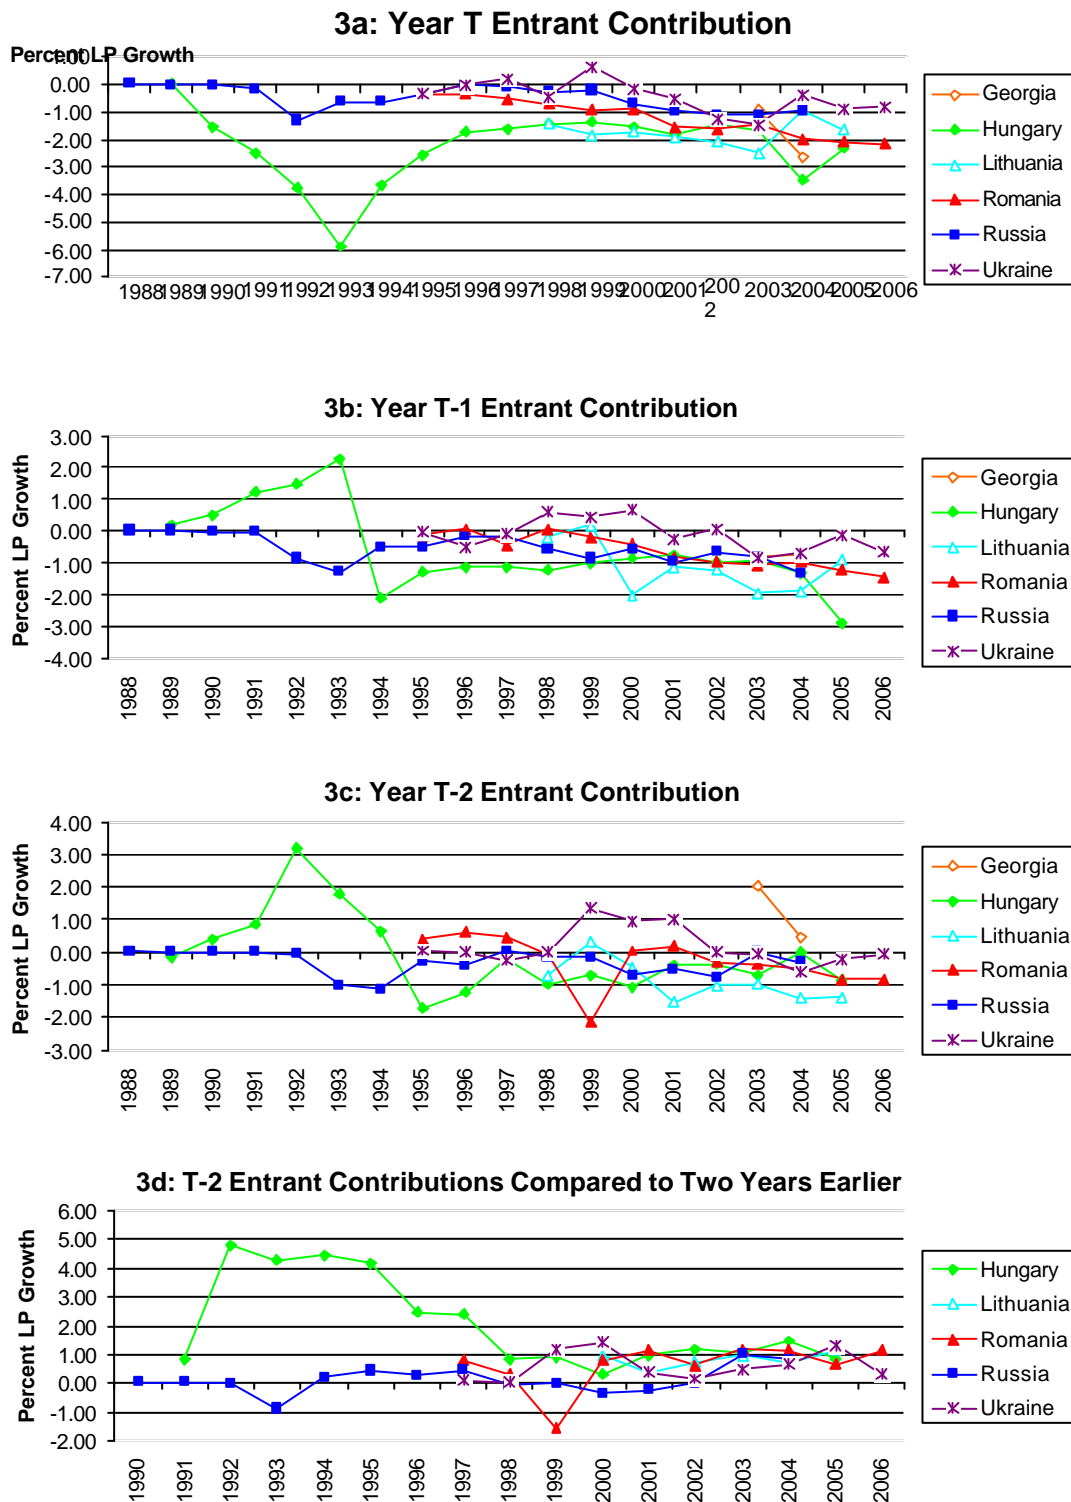 3a: Year T Entrant Contribution
Percent LP Growth
1.00
0.00
-1.00
-2.00
-3.00
-4.00
-5.00
-6.00
-7.00
1988 1989 1990 1991 1992 1993 1994 1995 1996 1997 1998 1999 2000 2001 2002 2003 2004 2005 2006
Georgia
Hungary
Lithuania
Romania
Russia
Ukraine
3b: Year T-1 Entrant Contribution
Percent LP Growth
3.00
2.00
1.00
0.00
-1.00
-2.00
-3.00
-4.00
1988 1989 1990 1991 1992 1993 1994 1995 1996 1997 1998 1999 2000 2001 2002 2003 2004 2005 2006
Georgia
Hungary
Lithuania
Romania
Russia
Ukraine
3c: Year T-2 Entrant Contribution
Percent LP Growth
4.00
3.00
2.00
1.00
0.00
-1.00
-2.00
-3.00
1988 1989 1990 1991 1992 1993 1994 1995 1996 1997 1998 1999 2000 2001 2002 2003 2004 2005 2006
Georgia
Hungary
Lithuania
Romania
Russia
Ukraine
3d: T-2 Entrant Contributions Compared to Two Years Earlier
Percent LP Growth
6.00
5.00
4.00
3.00
2.00
1.00
0.00
-1.00
-2.00
1990 1991 1992 1993 1994 1995 1996 1997 1998 1999 2000 2001 2002 2003 2004 2005 2006
Hungary
Lithuania
Romania
Russia
Ukraine